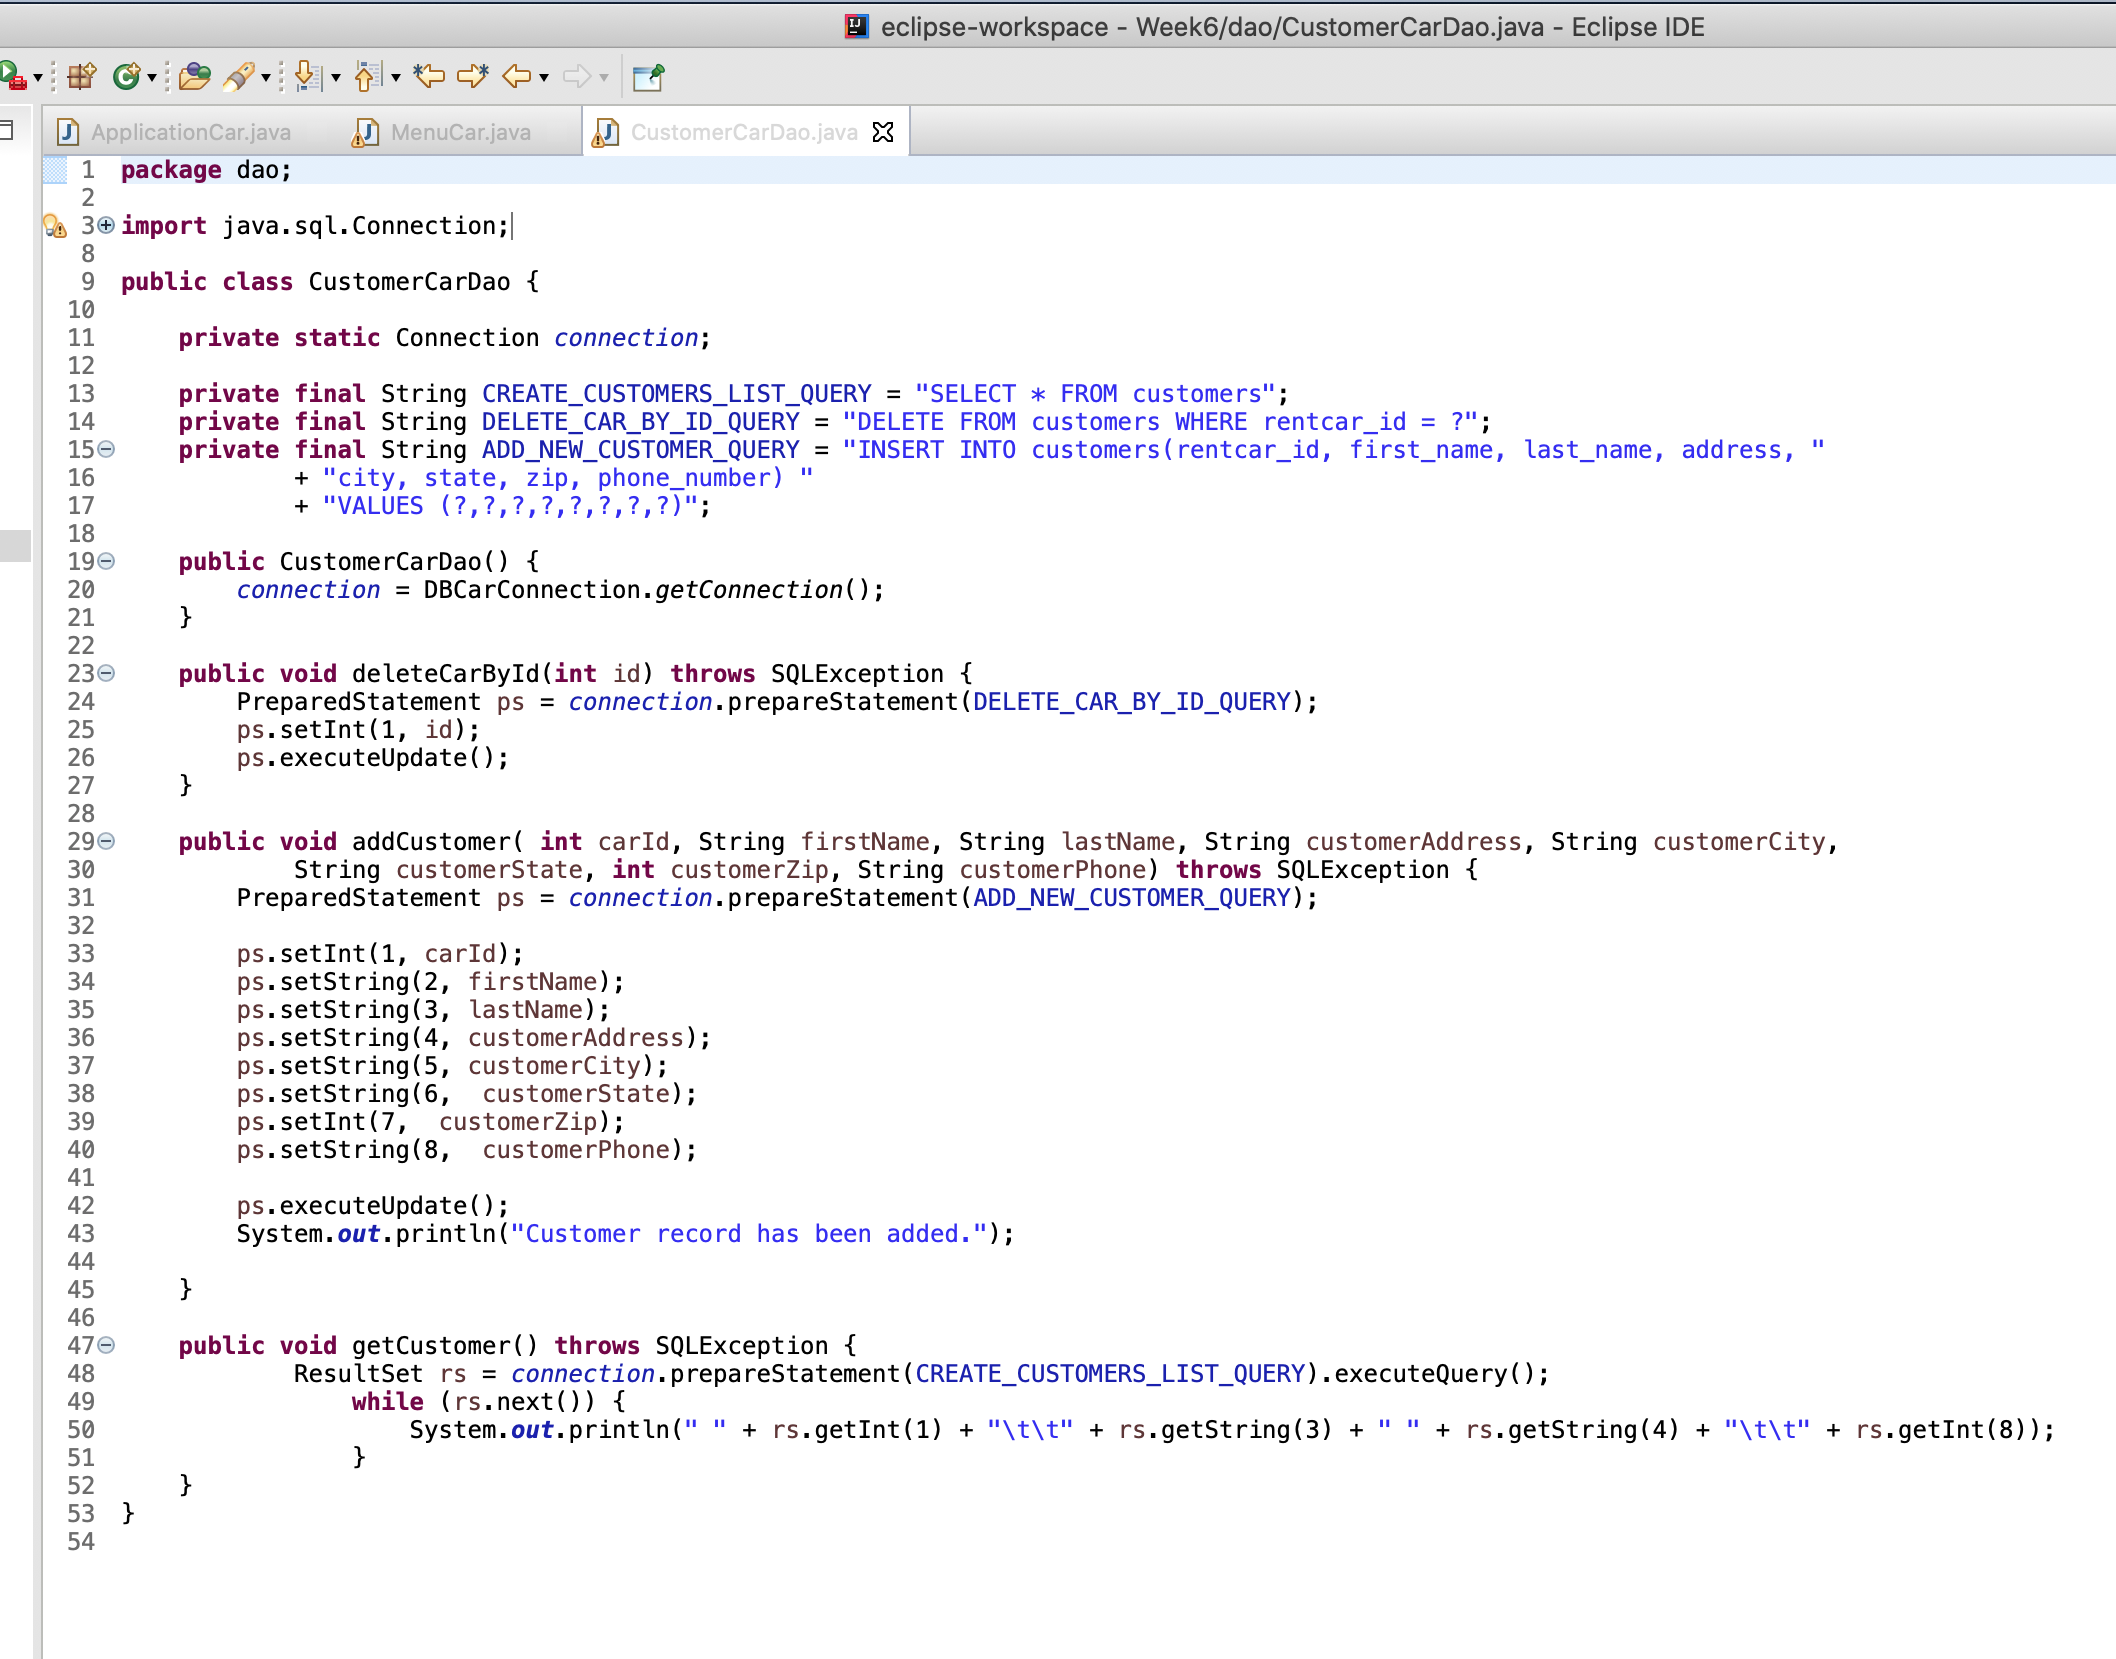 eclipse-workspace - Week6/dao/CustomerCarDao.java - Eclipse IDE
ApplicationCar.java MenuCar.java CustomerCarDao.java
1 package dao;
2
3 import java.sql.Connection;
8
9 public class CustomerCarDao {
10
11 private static Connection connection;
12
13 private final String CREATE_CUSTOMERS_LIST_QUERY = "SELECT * FROM customers";
14 private final String DELETE_CAR_BY_ID_QUERY = "DELETE FROM customers WHERE rentcar_id = ?";
15 private final String ADD_NEW_CUSTOMER_QUERY = "INSERT INTO customers(rentcar_id, first_name, last_name, address, "
16 + "city, state, zip, phone_number) "
17 + "VALUES (?,?,?,?,?,?,?,?)";
18
19 public CustomerCarDao() {
20 connection = DBCarConnection.getConnection();
21 }
22
23 public void deleteCarById(int id) throws SQLException {
24 PreparedStatement ps = connection.prepareStatement(DELETE_CAR_BY_ID_QUERY);
25 ps.setInt(1, id);
26 ps.executeUpdate();
27 }
28
29 public void addCustomer( int carId, String firstName, String lastName, String customerAddress, String customerCity,
30 String customerState, int customerZip, String customerPhone) throws SQLException {
31 PreparedStatement ps = connection.prepareStatement(ADD_NEW_CUSTOMER_QUERY);
32
33 ps.setInt(1, carId);
34 ps.setString(2, firstName);
35 ps.setString(3, lastName);
36 ps.setString(4, customerAddress);
37 ps.setString(5, customerCity);
38 ps.setString(6,  customerState);
39 ps.setInt(7,  customerZip);
40 ps.setString(8,  customerPhone);
41
42 ps.executeUpdate();
43 System.out.println("Customer record has been added.");
44
45 }
46
47 public void getCustomer() throws SQLException {
48 ResultSet rs = connection.prepareStatement(CREATE_CUSTOMERS_LIST_QUERY).executeQuery();
49 while (rs.next()) {
50 System.out.println(" " + rs.getInt(1) + "\t\t" + rs.getString(3) + " " + rs.getString(4) + "\t\t" + rs.getInt(8));
51 }
52 }
53 }
54